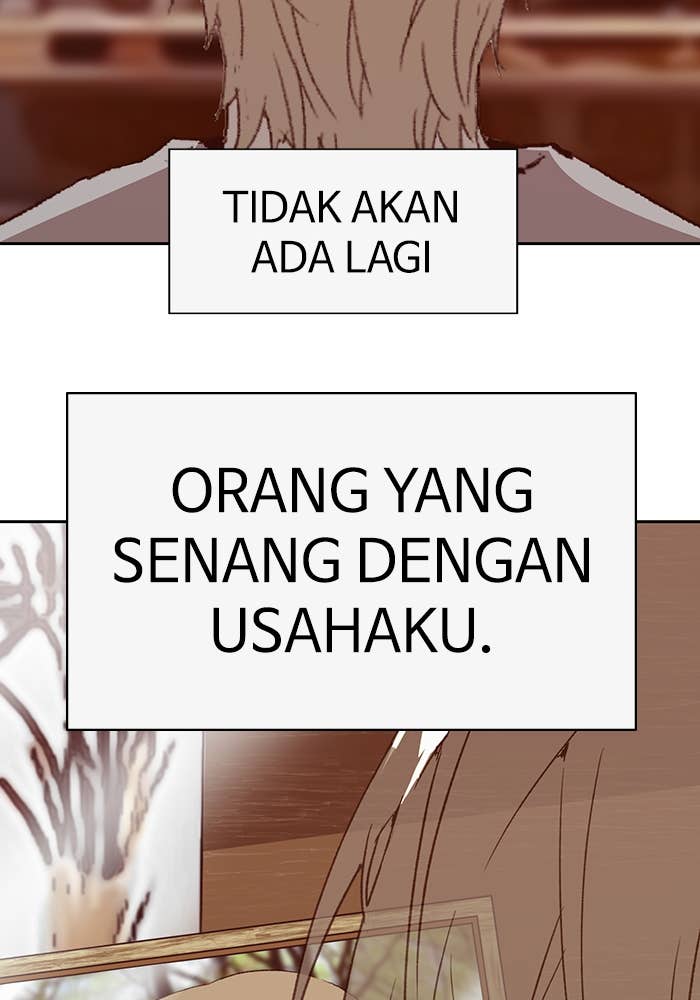 TIDAK AKAN
ADA LAGI
ORANG YANG
SENANG DENGAN
USAHAKU.